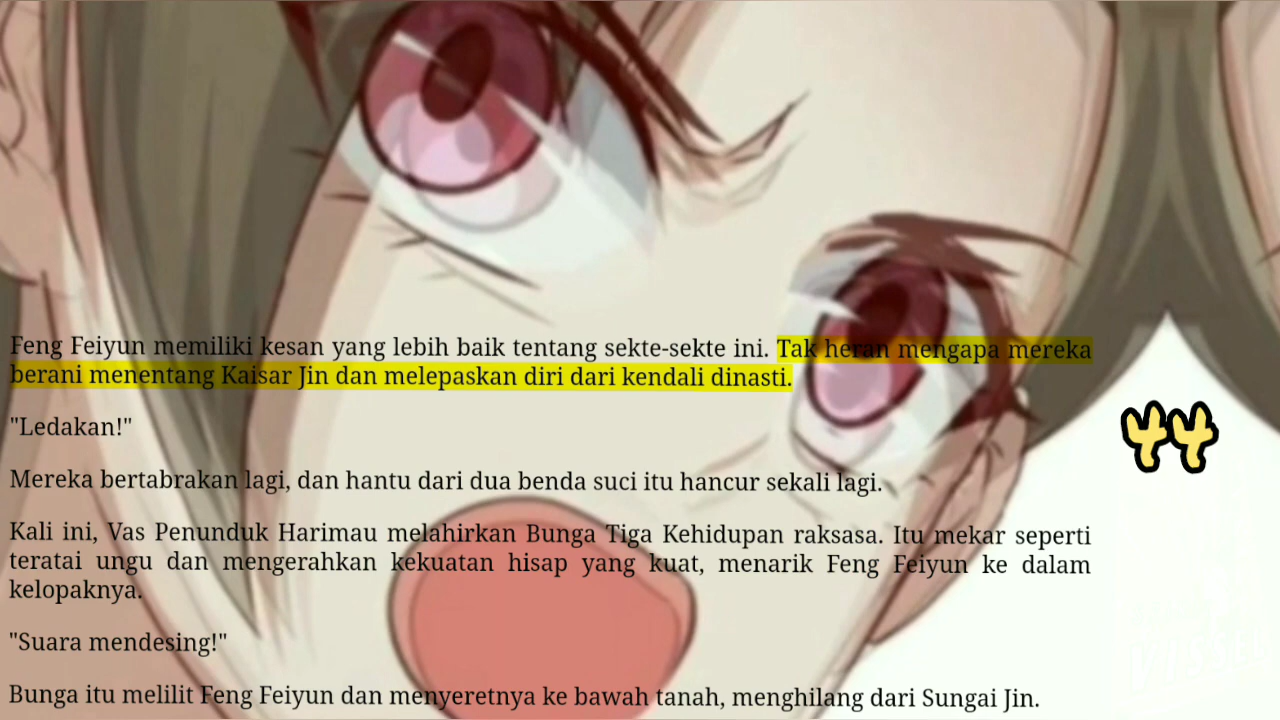 Feng Feiyun memiliki kesan yang lebih baik tentang sekte-sekte ini. Tak heran mengapa mereka
berani menentang Kaisar Jin dan melepaskan diri dari kendali dinasti.
"Ledakan!"
Mereka bertabrakan lagi, dan hantu dari dua benda suci itu hancur sekali lagi.
Kali ini, Vas Penunduk Harimau melahirkan Bunga Tiga Kehidupan raksasa. Itu mekar seperti
teratai ungu dan mengerahkan kekuatan hisap yang kuat, menarik Feng Feiyun ke dalam
kelopaknya.
"Suara mendesing!"
Bunga itu melilit Feng Feiyun dan menyeretnya ke bawah tanah, menghilang dari Sungai Jin.